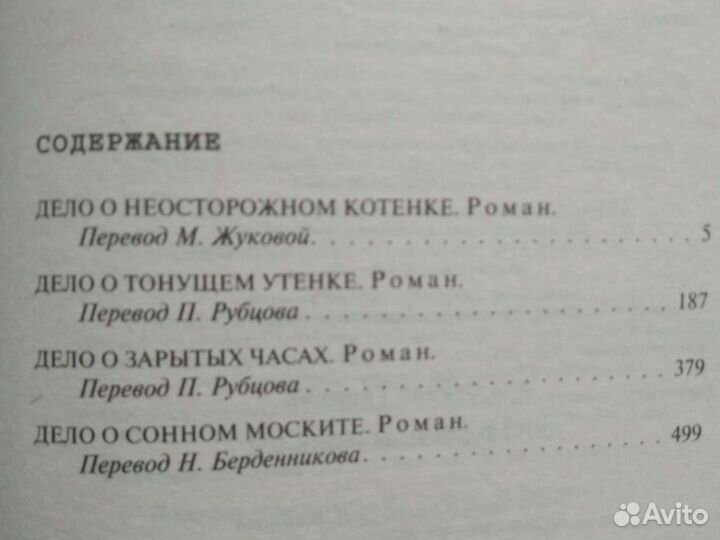 СОДЕРЖАНИЕ
ДЕЛО О НЕОСТОРОЖНОМ КОТЕНКЕ. Роман.
Перевод М. Жуковой. . . . . . . . . . . . . . . . . . . . . . 5
ДЕЛО О ТОНУЩЕМ УТЕНКЕ. Роман.
Перевод П. Рубцова . . . . . . . . . . . . . . . . . . . . . 187
ДЕЛО О ЗАРЫТЫХ ЧАСАХ. Роман.
Перевод П. Рубцова . . . . . . . . . . . . . . . . . . . . . 379
ДЕЛО О СОННОМ МОСКИТЕ. Роман.
Перевод Н. Берденникова. . . . . . . . . . . . . . . . . . 499
Avito